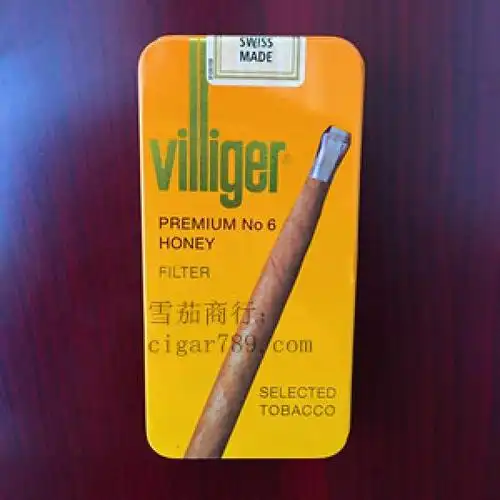 SWISS
MADE
villiger®
PREMIUM No 6
HONEY
FILTER
雪茄商行：
cigar789.com
SELECTED
TOBACCO